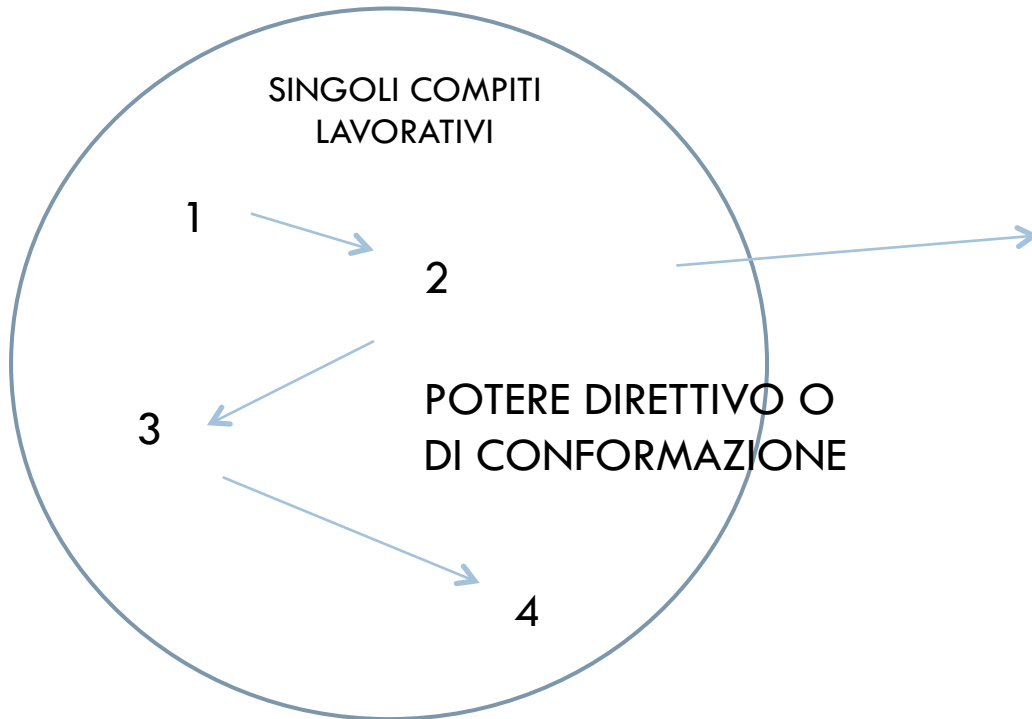 SINGOLI COMPITI
LAVORATIVI
1
2
POTERE DIRETTIVO O
DI CONFORMAZIONE
3
4